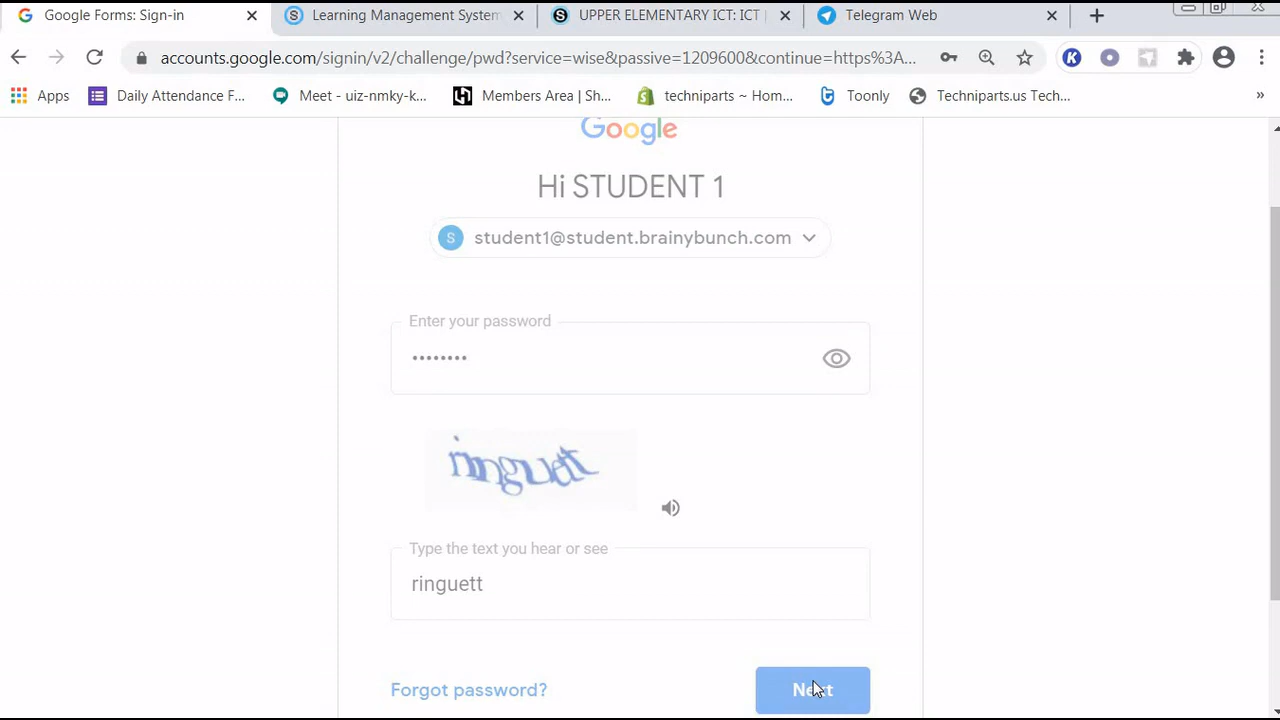 Google Forms: Sign-in
Learning Management System
UPPER ELEMENTARY ICT: ICT
Telegram Web
accounts.google.com/signin/v2/challenge/pwd?service=wise&passive=1209600&continue=https%3A...
Apps
Daily Attendance F...
Meet - uiz-nmky-k...
Members Area | Sh...
techniparts ~ Hom...
Toonly
Techniparts.us Tech...
»
Google
Hi STUDENT 1
S student1@student.brainybunch.com
Enter your password
••••••••
ringuett
Type the text you hear or see
ringuett
Forgot password?
Next